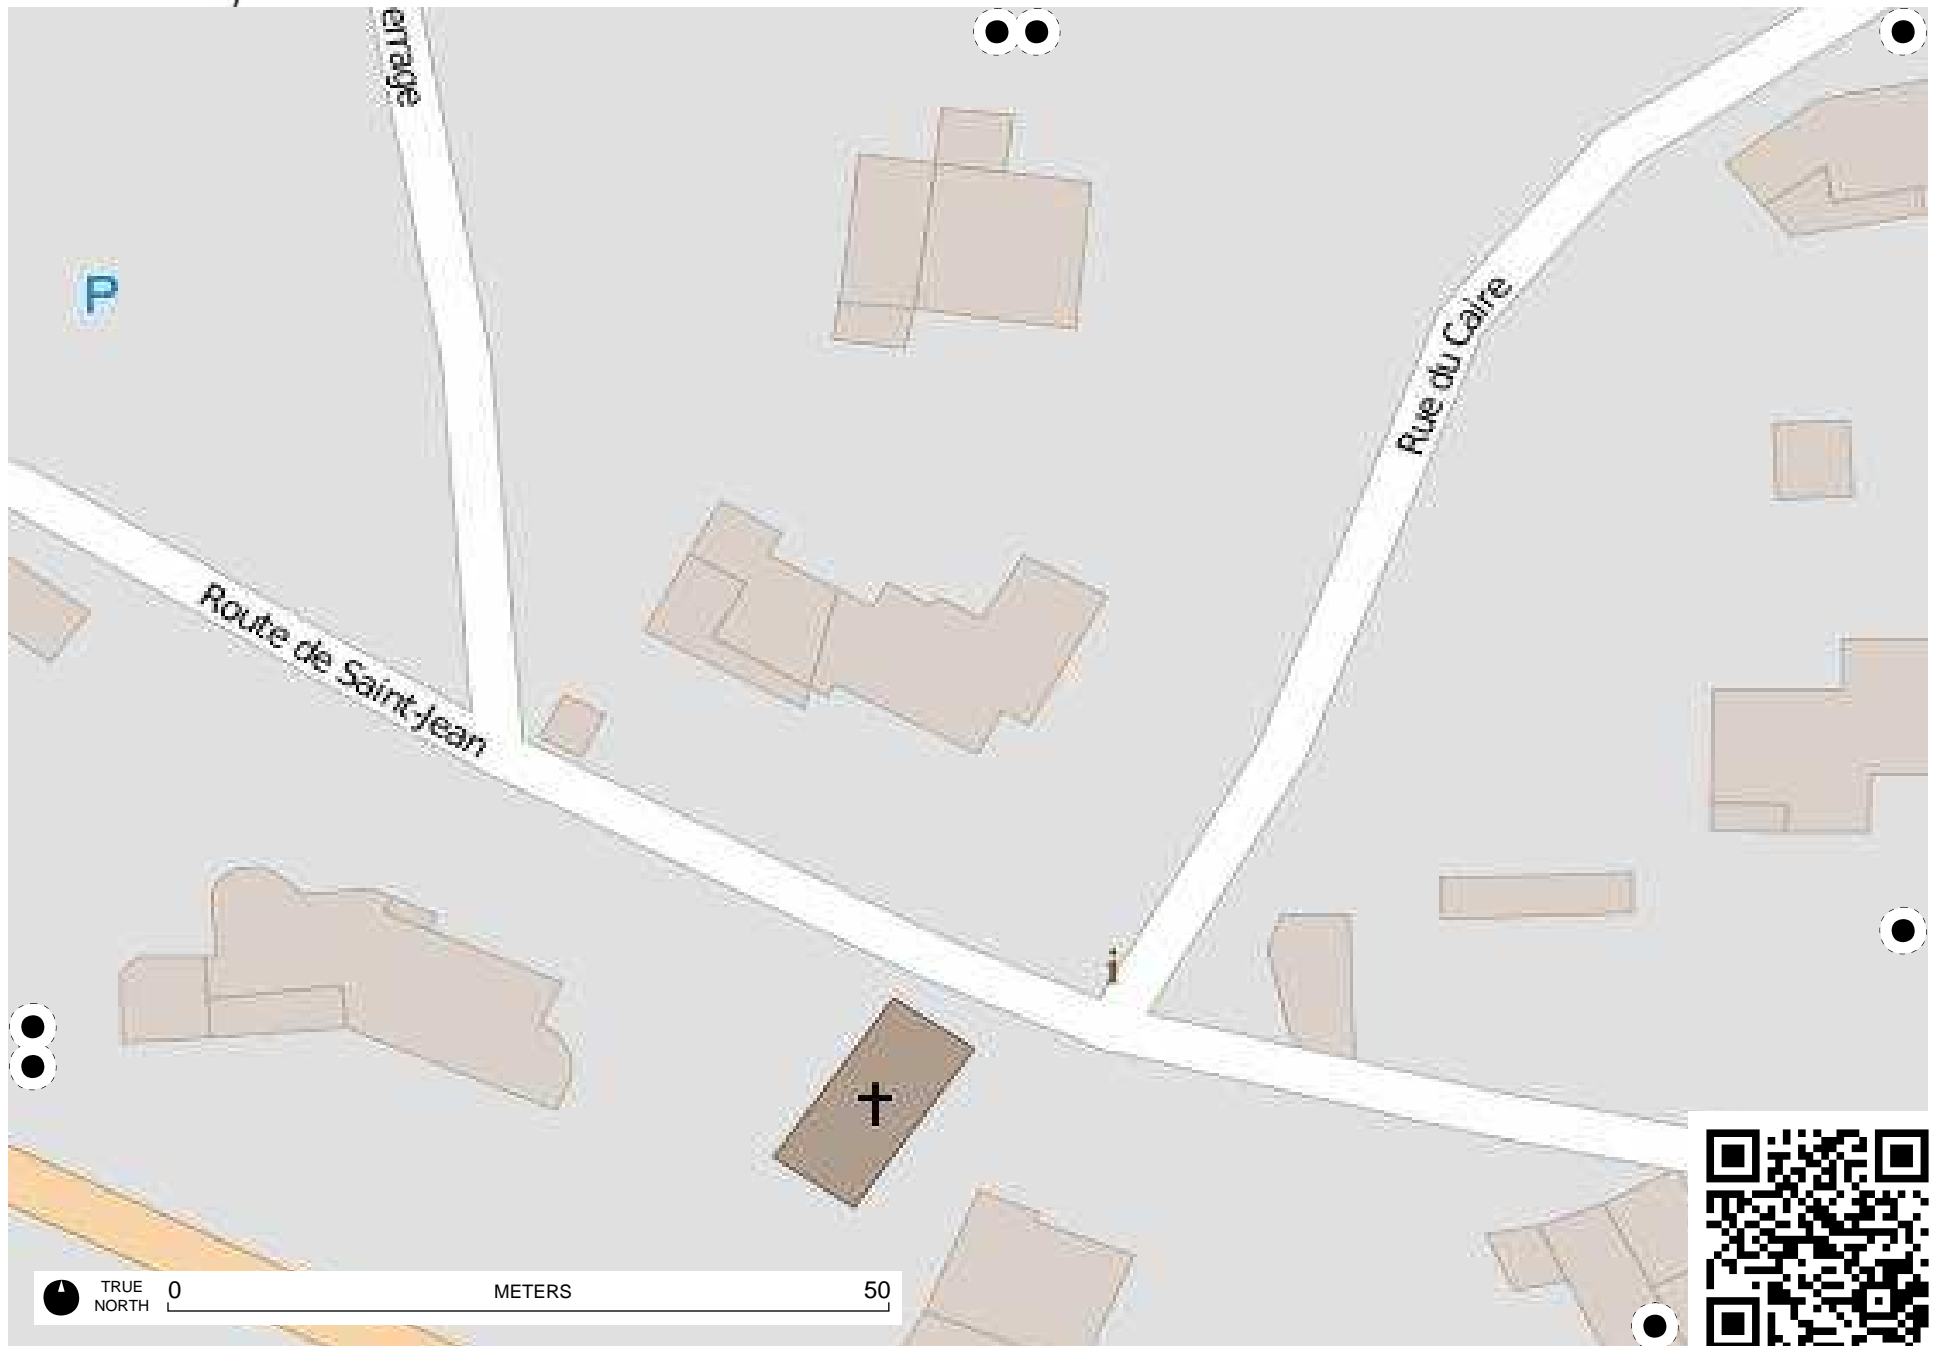 errage
P
Rue du Caire
Route de Saint-Jean
i
TRUE
NORTH
0
METERS
50